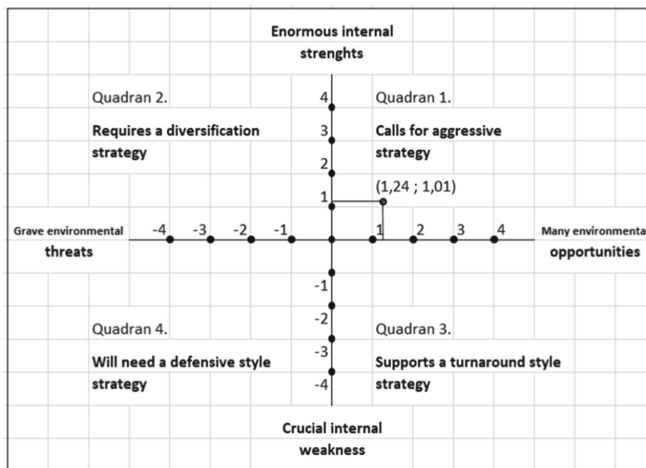 Enormous internal
strenghts
Quadran 2.
4
Quadran 1.
Requires a diversification
strategy
3
Calls for aggressive
strategy
2
(1,24 ; 1,01)
1
Grave environmental
threats
-4
-3
-2
-1
1
2
3
4
Many environmenta
opportunities
-1
-2
Quadran 4.
Quadran 3.
-3
Will need a defensive style
strategy
Supports a turnaround style
strategy
-4
Crucial internal
weakness